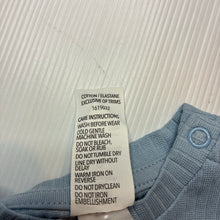 COTTON / ELASTANE
EXCLUSIVE OF TRIMS
1619032
CARE INSTRUCTIONS
WASH BEFORE WEAR
COLD GENTLE
MACHINE WASH
DO NOT BLEACH,
SOAK OR RUB
DO NOT TUMBLE DRY
LINE DRY WITHOUT
DELAY
WARM IRON ON
REVERSE
DO NOT DRYCLEAN
DO NOT IRON
EMBELLISHMENT